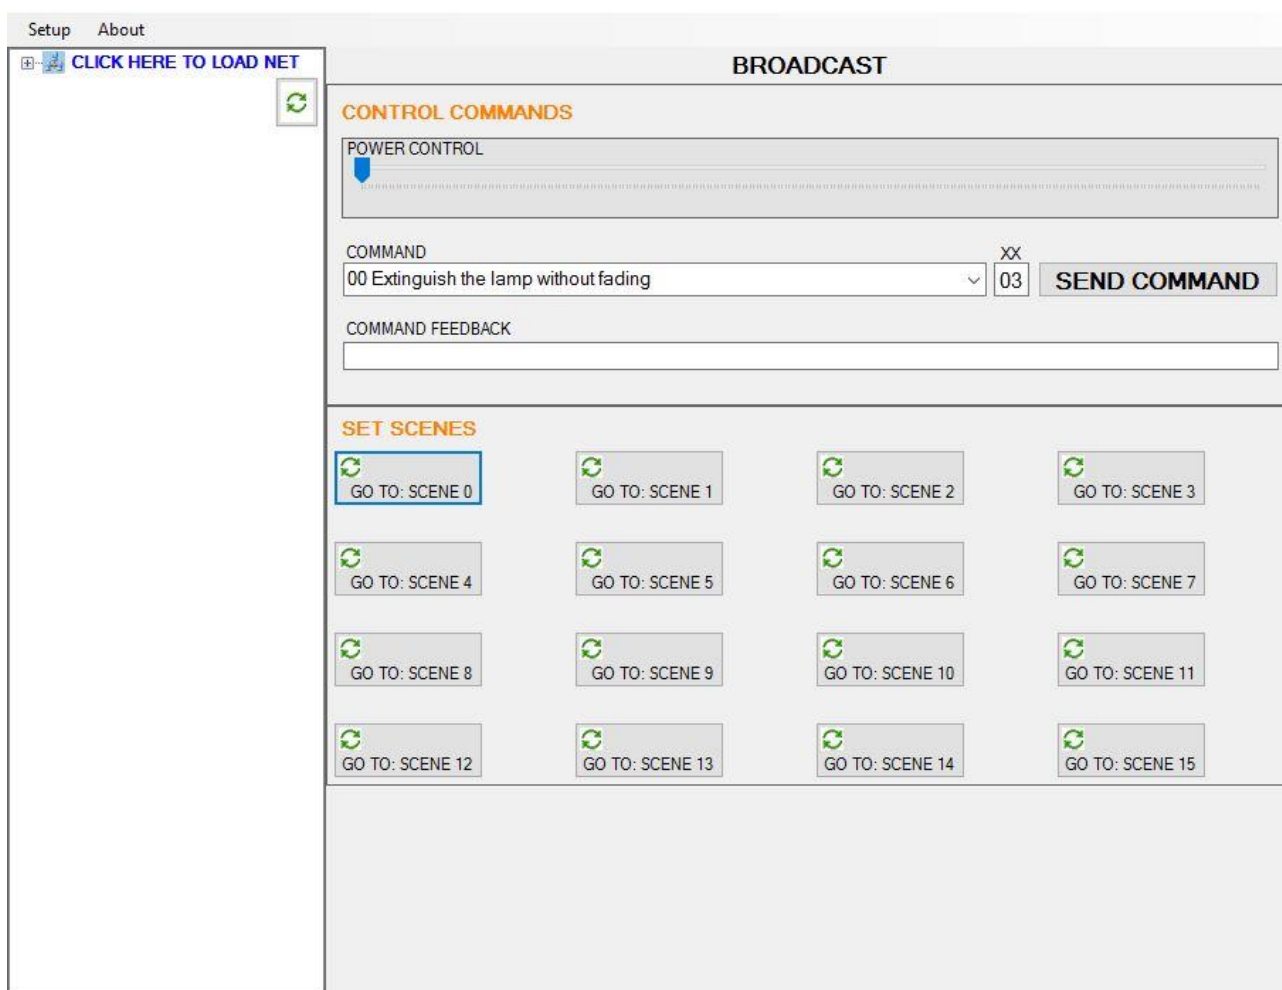 Setup About
CLICK HERE TO LOAD NET
BROADCAST
CONTROL COMMANDS
POWER CONTROL
COMMAND XX
00 Extinguish the lamp without fading 03 SEND COMMAND
COMMAND FEEDBACK
SET SCENES
GO TO: SCENE 0 GO TO: SCENE 1 GO TO: SCENE 2 GO TO: SCENE 3
GO TO: SCENE 4 GO TO: SCENE 5 GO TO: SCENE 6 GO TO: SCENE 7
GO TO: SCENE 8 GO TO: SCENE 9 GO TO: SCENE 10 GO TO: SCENE 11
GO TO: SCENE 12 GO TO: SCENE 13 GO TO: SCENE 14 GO TO: SCENE 15